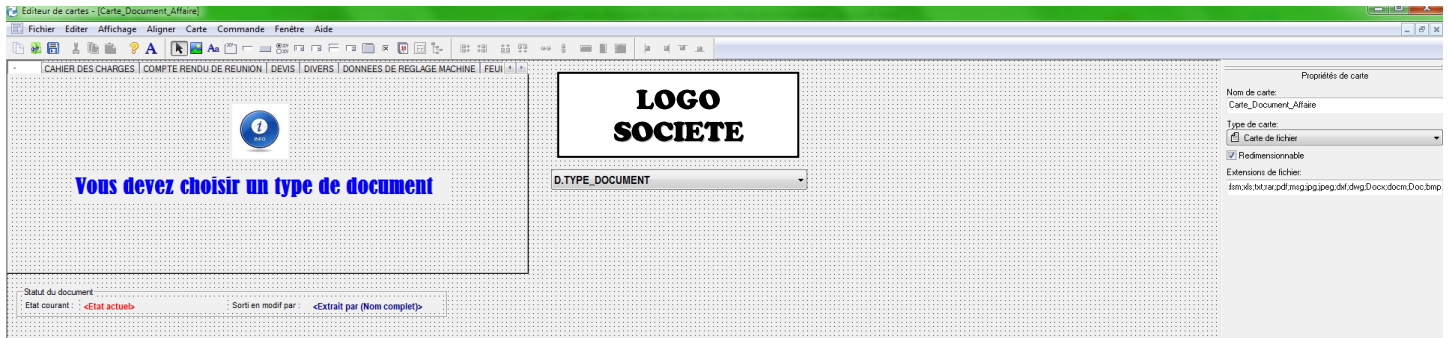 Editeur de cartes - [Carte_Document_Affaire]
Fichier Editer Affichage Aligner Carte Commande Fenêtre Aide
- CAHIER DES CHARGES COMPTE RENDU DE REUNION DEVIS DIVERS DONNEES DE REGLAGE MACHINE FEUI
INFO
Vous devez choisir un type de document
LOGO
SOCIETE
D.TYPE_DOCUMENT
Statut du document
Etat courant : <Etat actuel> Sorti en modif par : <Extrait par (Nom complet)>
Propriétés de carte
Nom de carte:
Carte_Document_Affaire
Type de carte:
Carte de fichier
Redimensionnable
Extensions de fichier:
;xls;txt;rar;pdf;msg;jpg;jpeg;dxf;dwg;Docx;docm;Doc;bmp